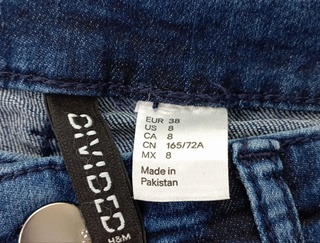 DIVIDED
H&M
EUR 38
US 8
CA 8
CN 165/72A
MX 8
Made in
Pakistan